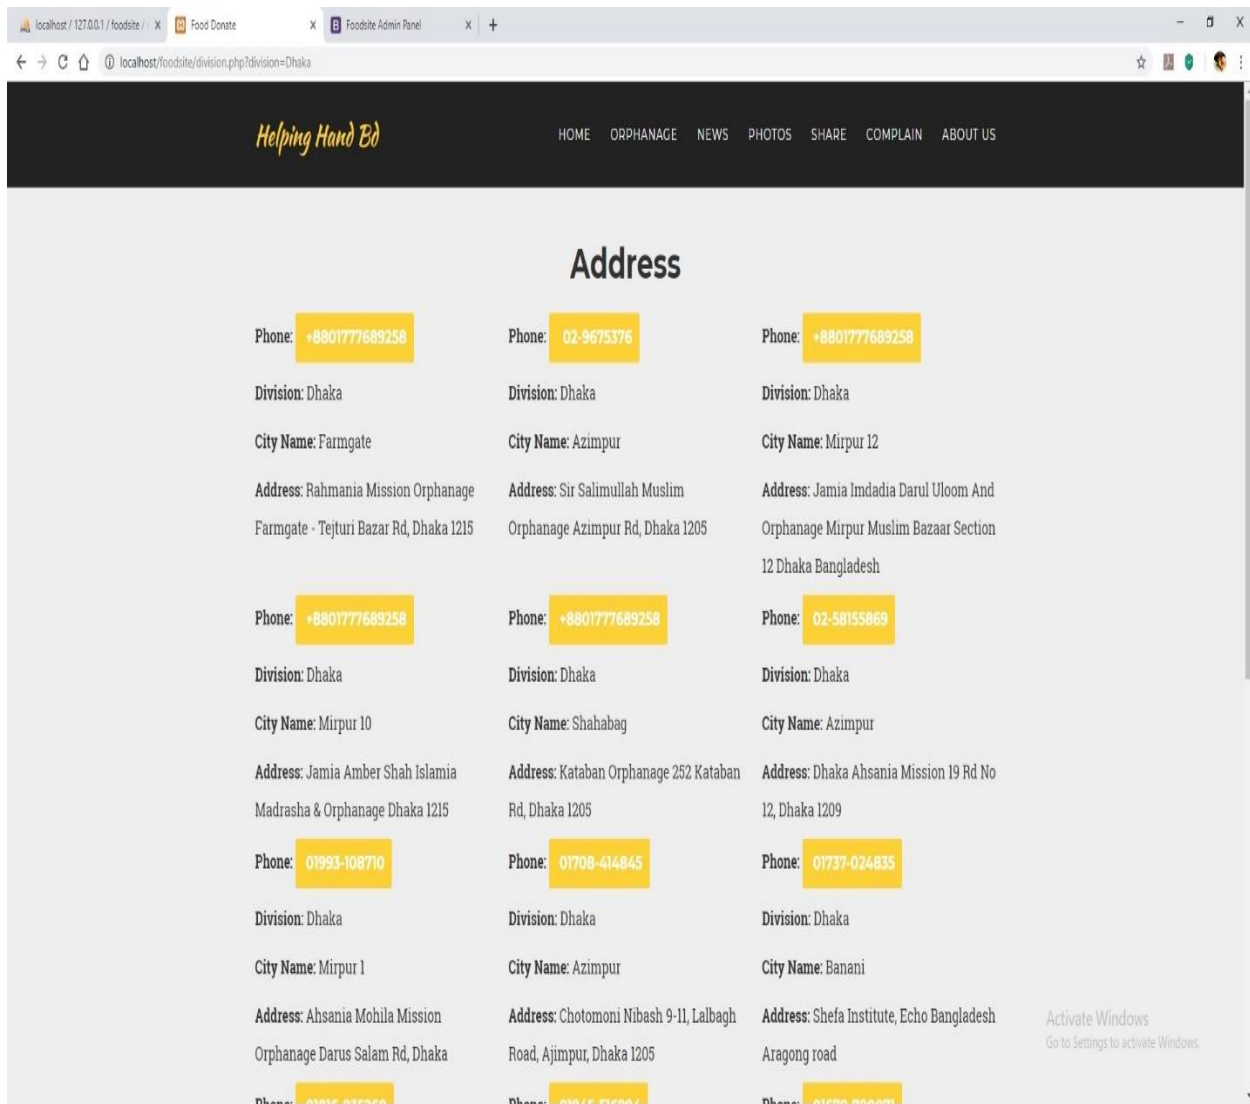 localhost / 127.0.0.1 / foodsite /
Food Donate
Foodsite Admin Panel
localhost/foodsite/division.php?division=Dhaka
Helping Hand Bd
HOME ORPHANAGE NEWS PHOTOS SHARE COMPLAIN ABOUT US
Address
Phone: +8801777689258
Division: Dhaka
City Name: Farmgate
Address: Rahmania Mission Orphanage
Farmgate - Tejturi Bazar Rd, Dhaka 1215
Phone: 02-9675376
Division: Dhaka
City Name: Azimpur
Address: Sir Salimullah Muslim
Orphanage Azimpur Rd, Dhaka 1205
Phone: +8801777689258
Division: Dhaka
City Name: Mirpur 12
Address: Jamia Imdadia Darul Uloom And
Orphanage Mirpur Muslim Bazaar Section
12 Dhaka Bangladesh
Phone: +8801777689258
Division: Dhaka
City Name: Mirpur 10
Address: Jamia Amber Shah Islamia
Madrasha & Orphanage Dhaka 1215
Phone: +8801777689258
Division: Dhaka
City Name: Shahabag
Address: Kataban Orphanage 252 Kataban
Rd, Dhaka 1205
Phone: 02-58155869
Division: Dhaka
City Name: Azimpur
Address: Dhaka Ahsania Mission 19 Rd No
12, Dhaka 1209
Phone: 01993-108710
Division: Dhaka
City Name: Mirpur 1
Address: Ahsania Mohila Mission
Orphanage Darus Salam Rd, Dhaka
Phone: 01708-414845
Division: Dhaka
City Name: Azimpur
Address: Chotomoni Nibash 9-11, Lalbagh
Road, Ajimpur, Dhaka 1205
Phone: 01737-024835
Division: Dhaka
City Name: Banani
Address: Shefa Institute, Echo Bangladesh
Aragong road
Phone:
Phone:
Phone:
Activate Windows
Go to Settings to activate Windows.